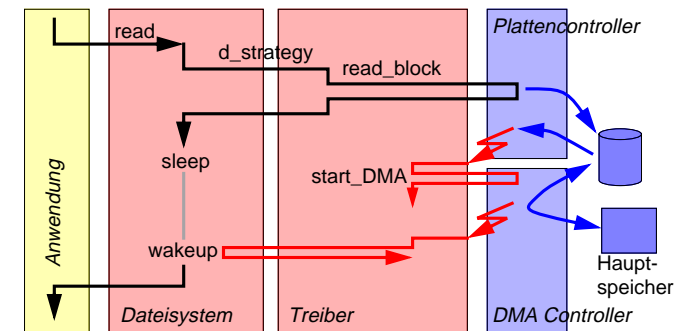 Plattencontroller
read
d_strategy
read_block
sleep
start_DMA
Anwendung
wakeup
Haupt-
speicher
Dateisystem
Treiber
DMA Controller